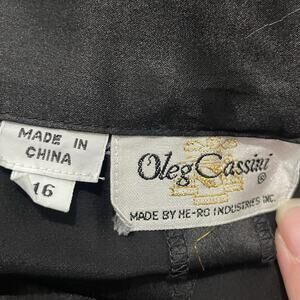 MADE IN
CHINA
16
Oleg Cassini®
MADE BY HE-RO INDUSTRIES INC.